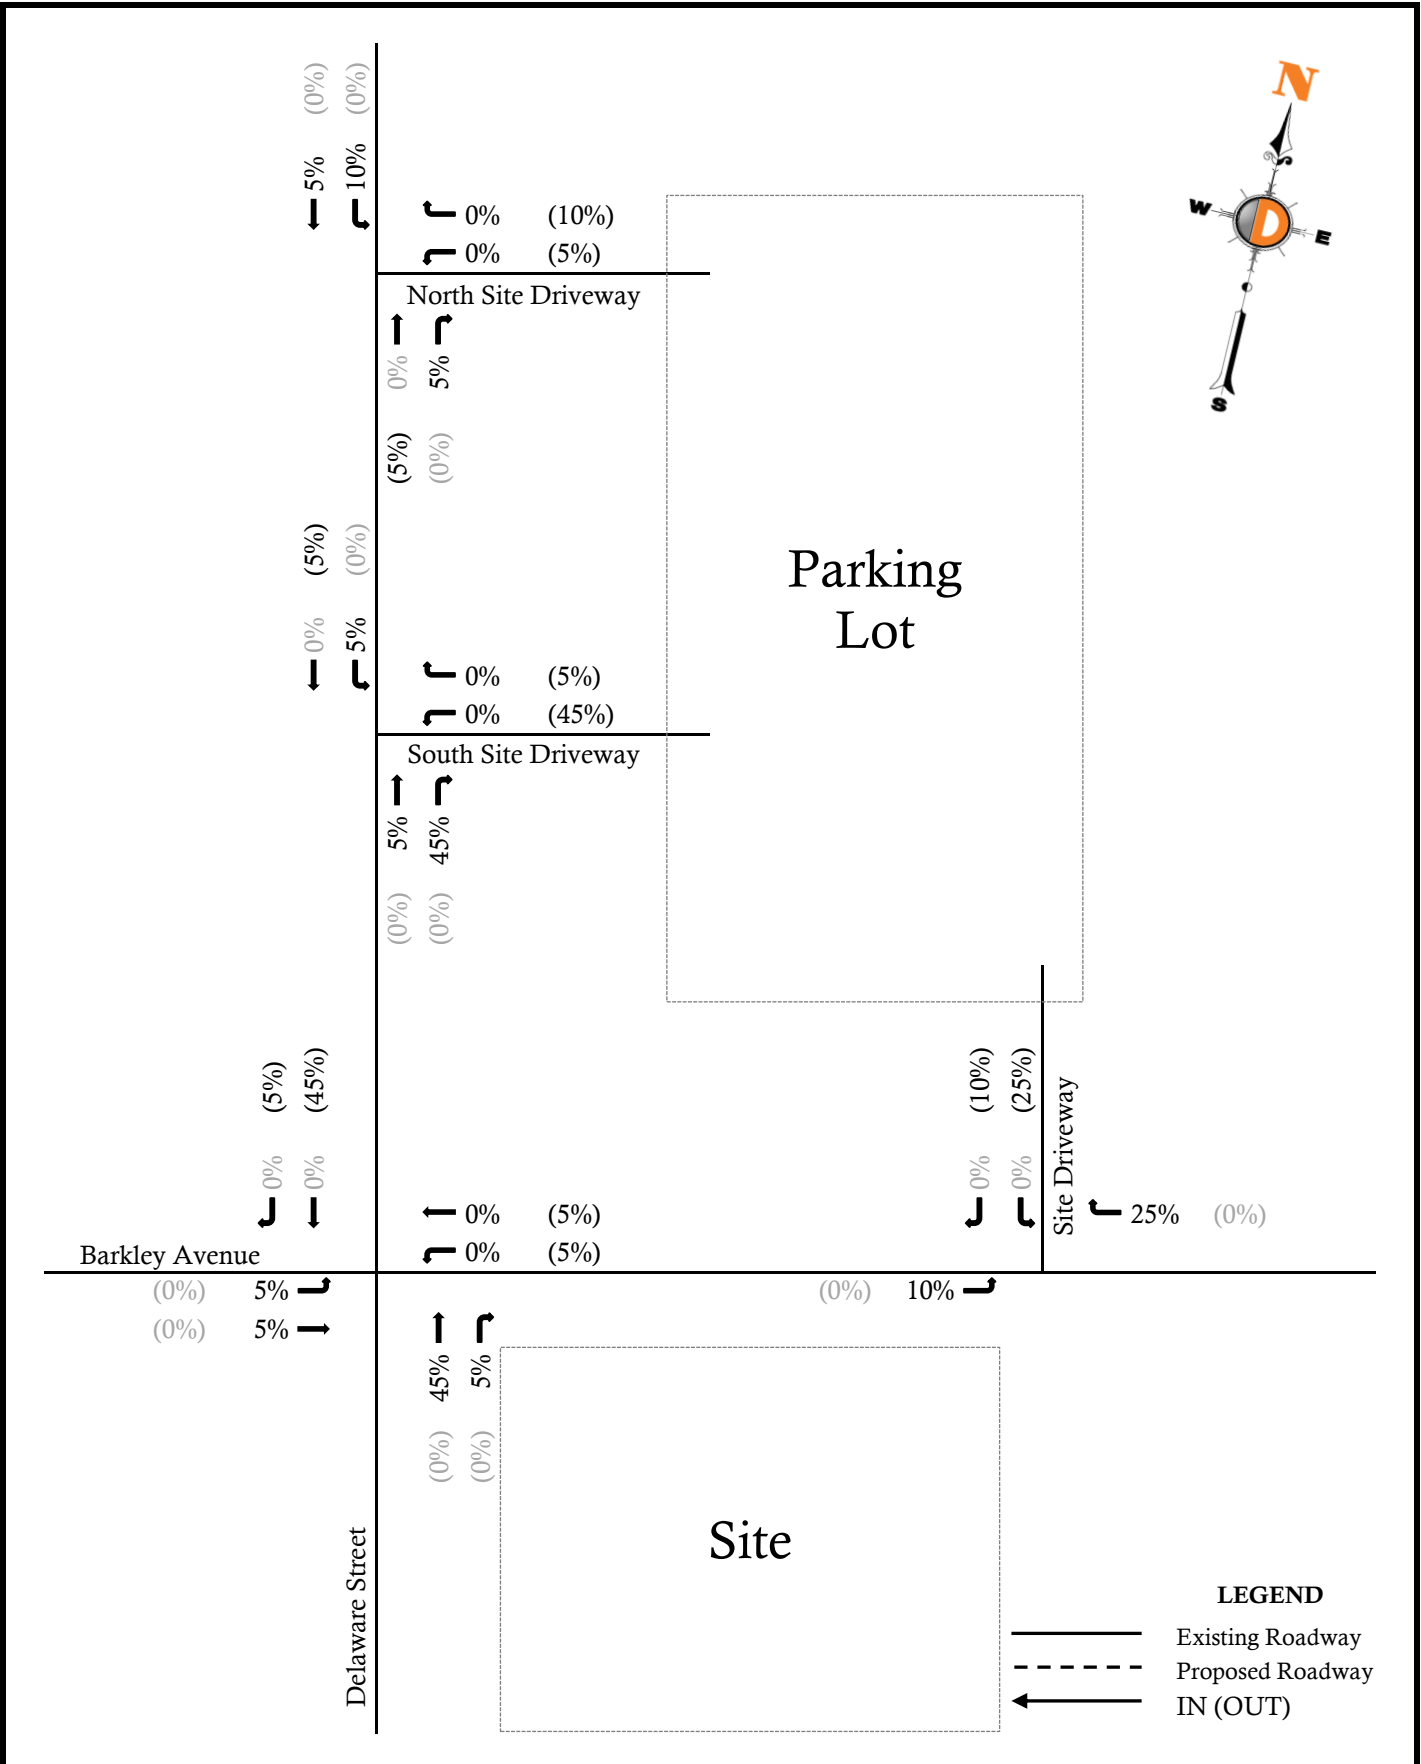 N
W
D
E
S
(0%) (0%)
5% 10%
0% (10%)
0% (5%)
North Site Driveway
0% 5%
(5%) (0%)
(5%) (0%)
0% 5%
Parking
Lot
0% (5%)
0% (45%)
South Site Driveway
5% 45%
(0%) (0%)
(5%) (45%)
0% 0%
(10%) (25%)
0% 0%
Site Driveway
0% (5%)
0% (5%)
25% (0%)
Barkley Avenue
(0%) 5%
(0%) 5%
(0%) 10%
45% 5%
(0%) (0%)
Site
Delaware Street
LEGEND
Existing Roadway
Proposed Roadway
IN (OUT)